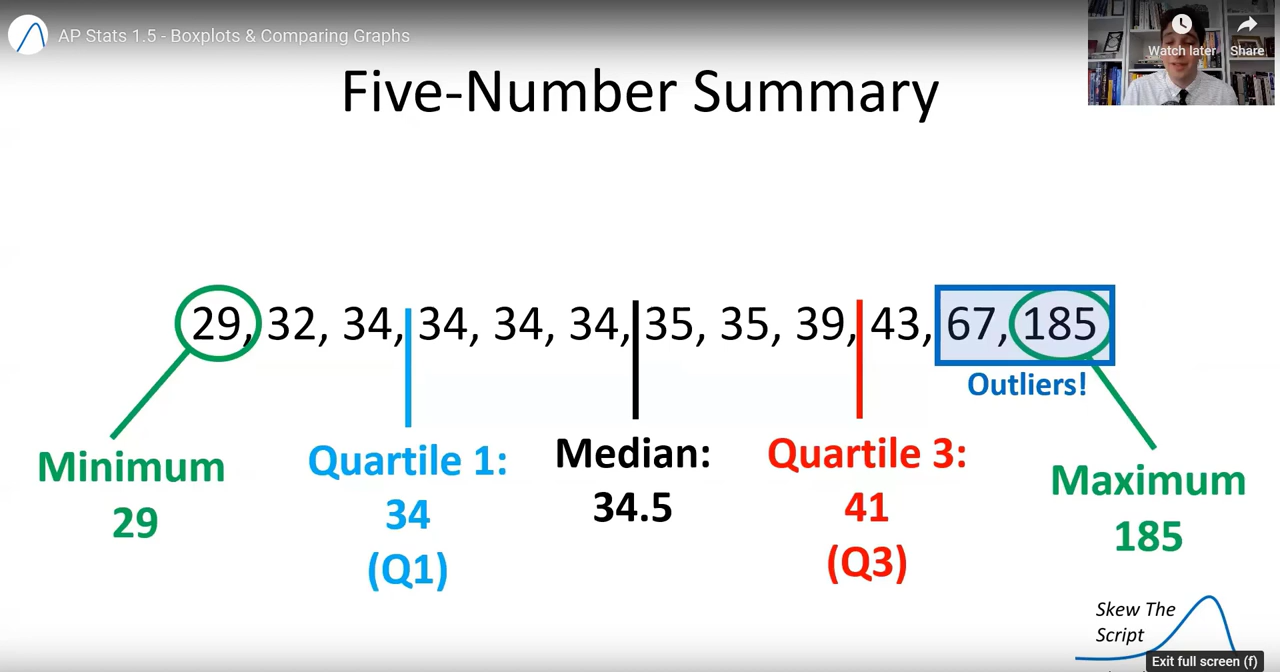 AP Stats 1.5 - Boxplots & Comparing Graphs
Watch later
Share
Five-Number Summary
29, 32, 34, 34, 34, 34, 35, 35, 39, 43, 67, 185
Outliers!
Minimum
29
Quartile 1:
34
(Q1)
Median:
34.5
Quartile 3:
41
(Q3)
Maximum
185
Skew The
Script
Exit full screen (f)